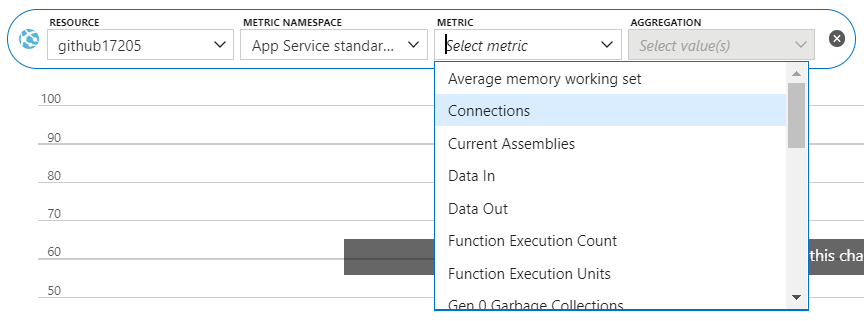 RESOURCE
METRIC NAMESPACE
METRIC
AGGREGATION
github17205
App Service standar...
Select metric
Select value(s)
Average memory working set
Connections
Current Assemblies
Data In
Data Out
Function Execution Count
Function Execution Units
Gen 0 Garbage Collections
100
90
80
70
60
50
this cha